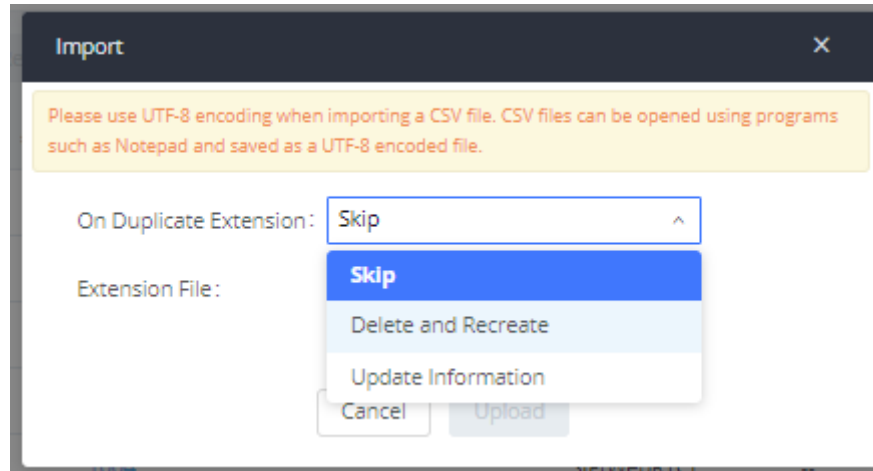 Import
Please use UTF-8 encoding when importing a CSV file. CSV files can be opened using programs
such as Notepad and saved as a UTF-8 encoded file.
On Duplicate Extension: Skip
Skip
Extension File:
Delete and Recreate
Update Information
Cancel Upload